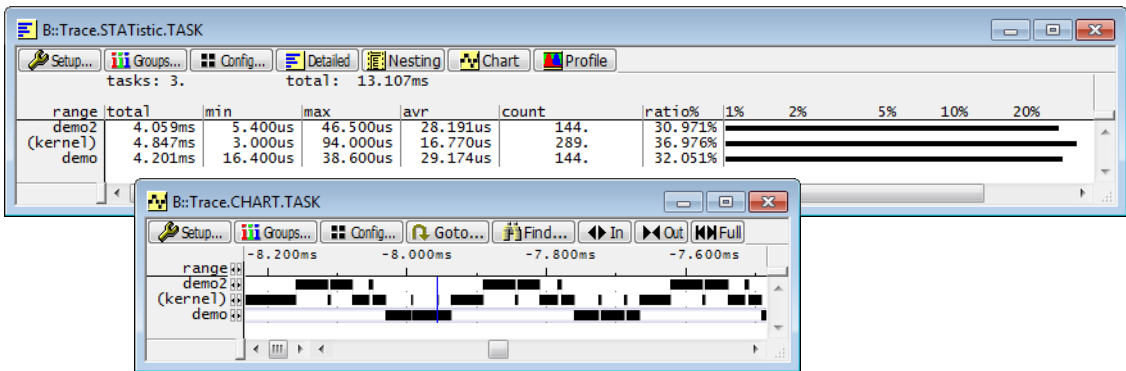 B::Trace.STATistic.TASK
Setup... Groups... Config... Detailed Nesting Chart Profile
tasks: 3. total: 13.107ms
range total min max avr count ratio% 1% 2% 5% 10% 20%
demo2 4.059ms 5.400us 46.500us 28.191us 144. 30.971%
(kernel) 4.847ms 3.000us 94.000us 16.770us 289. 36.976%
demo 4.201ms 16.400us 38.600us 29.174us 144. 32.051%
B::Trace.CHART.TASK
Setup... Groups... Config... Goto... Find... In Out Full
-8.200ms -8.000ms -7.800ms -7.600ms
range
demo2
(kernel)
demo